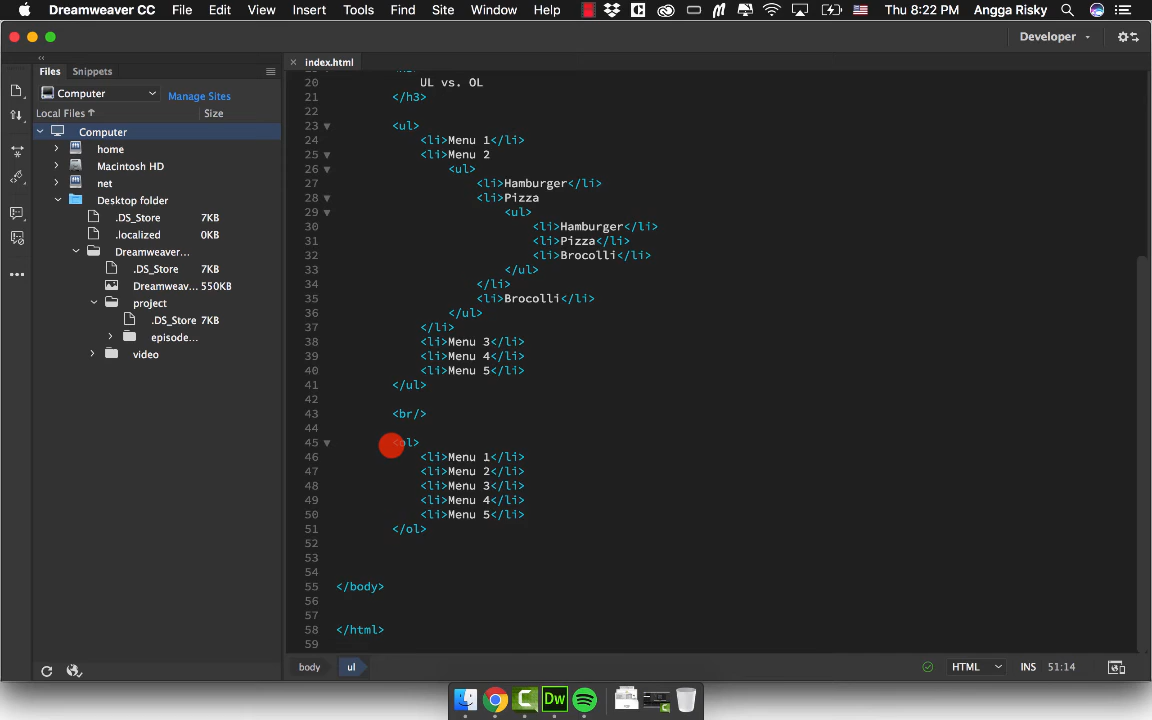 Dreamweaver CC File Edit View Insert Tools Find Site Window Help Thu 8:22 PM Angga Risky
Developer
Files Snippets
index.html
Computer Manage Sites
Local Files Size
Computer
home
Macintosh HD
net
Desktop folder
.DS_Store 7KB
.localized 0KB
Dreamweaver...
.DS_Store 7KB
Dreamweav... 550KB
project
.DS_Store 7KB
episode...
video
20 UL vs. OL
21 </h3>
22
23 <ul>
24 <li>Menu 1</li>
25 <li>Menu 2
26 <ul>
27 <li>Hamburger</li>
28 <li>Pizza
29 <ul>
30 <li>Hamburger</li>
31 <li>Pizza</li>
32 <li>Brocolli</li>
33 </ul>
34 </li>
35 <li>Brocolli</li>
36 </ul>
37 </li>
38 <li>Menu 3</li>
39 <li>Menu 4</li>
40 <li>Menu 5</li>
41 </ul>
42
43 <br/>
44
45 <ol>
46 <li>Menu 1</li>
47 <li>Menu 2</li>
48 <li>Menu 3</li>
49 <li>Menu 4</li>
50 <li>Menu 5</li>
51 </ol>
52
53
54
55 </body>
56
57
58 </html>
59
body ul HTML INS 51:14
Dw